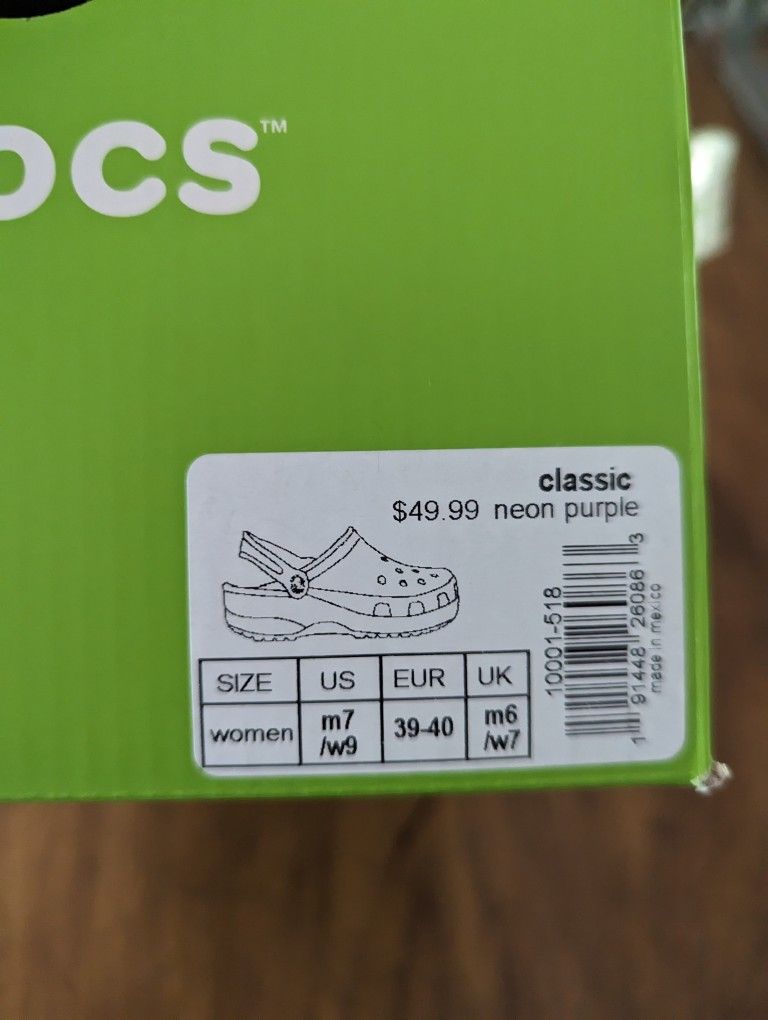 ocs™
classic
$49.99 neon purple
SIZE US EUR UK
women m7 /w9 39-40 m6 /w7
10001-518
1 91448 26086 3
made in mexico